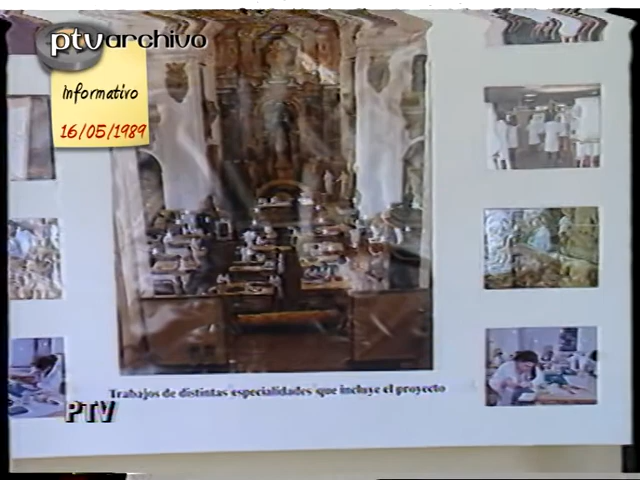 ptvarchivo
Informativo
16/05/1989
Trabajos de distintas especialidades que incluye el proyecto
PTV